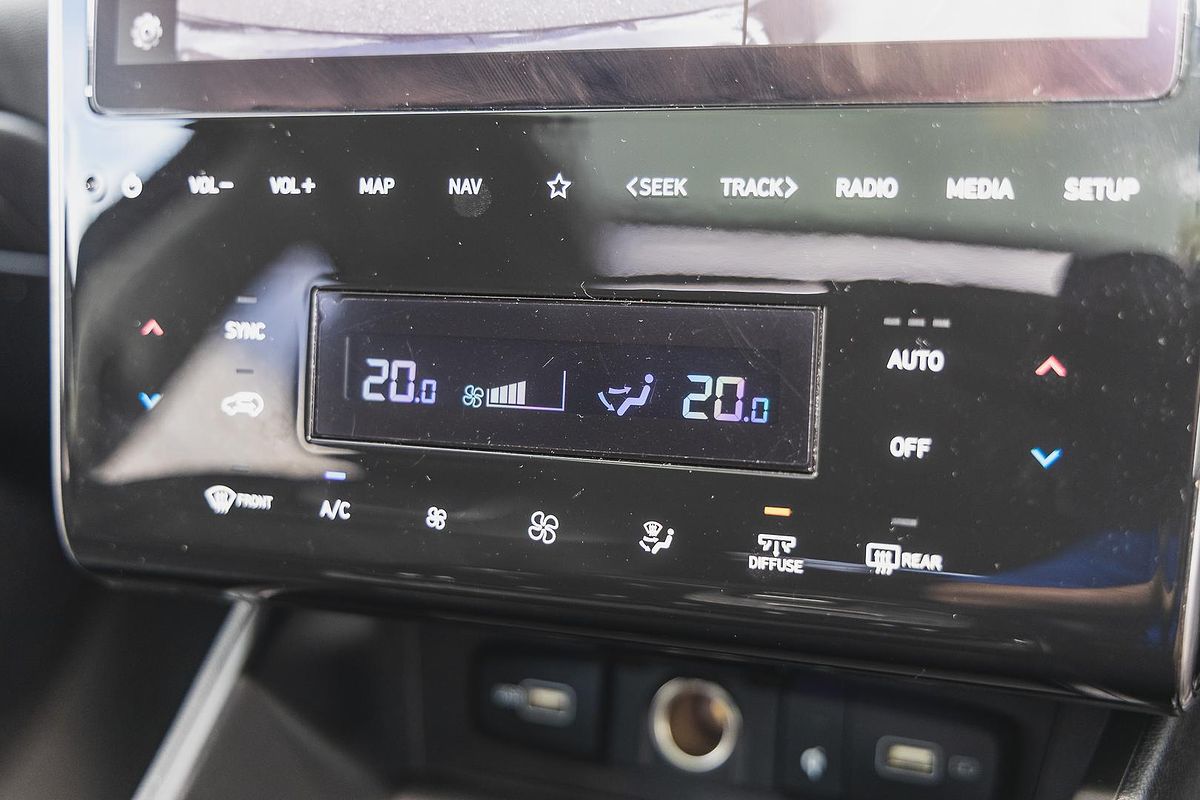 VOL− VOL+ MAP NAV <SEEK TRACK> RADIO MEDIA SETUP
SYNC
AUTO
20.0 20.0
OFF
FRONT A/C DIFFUSE REAR